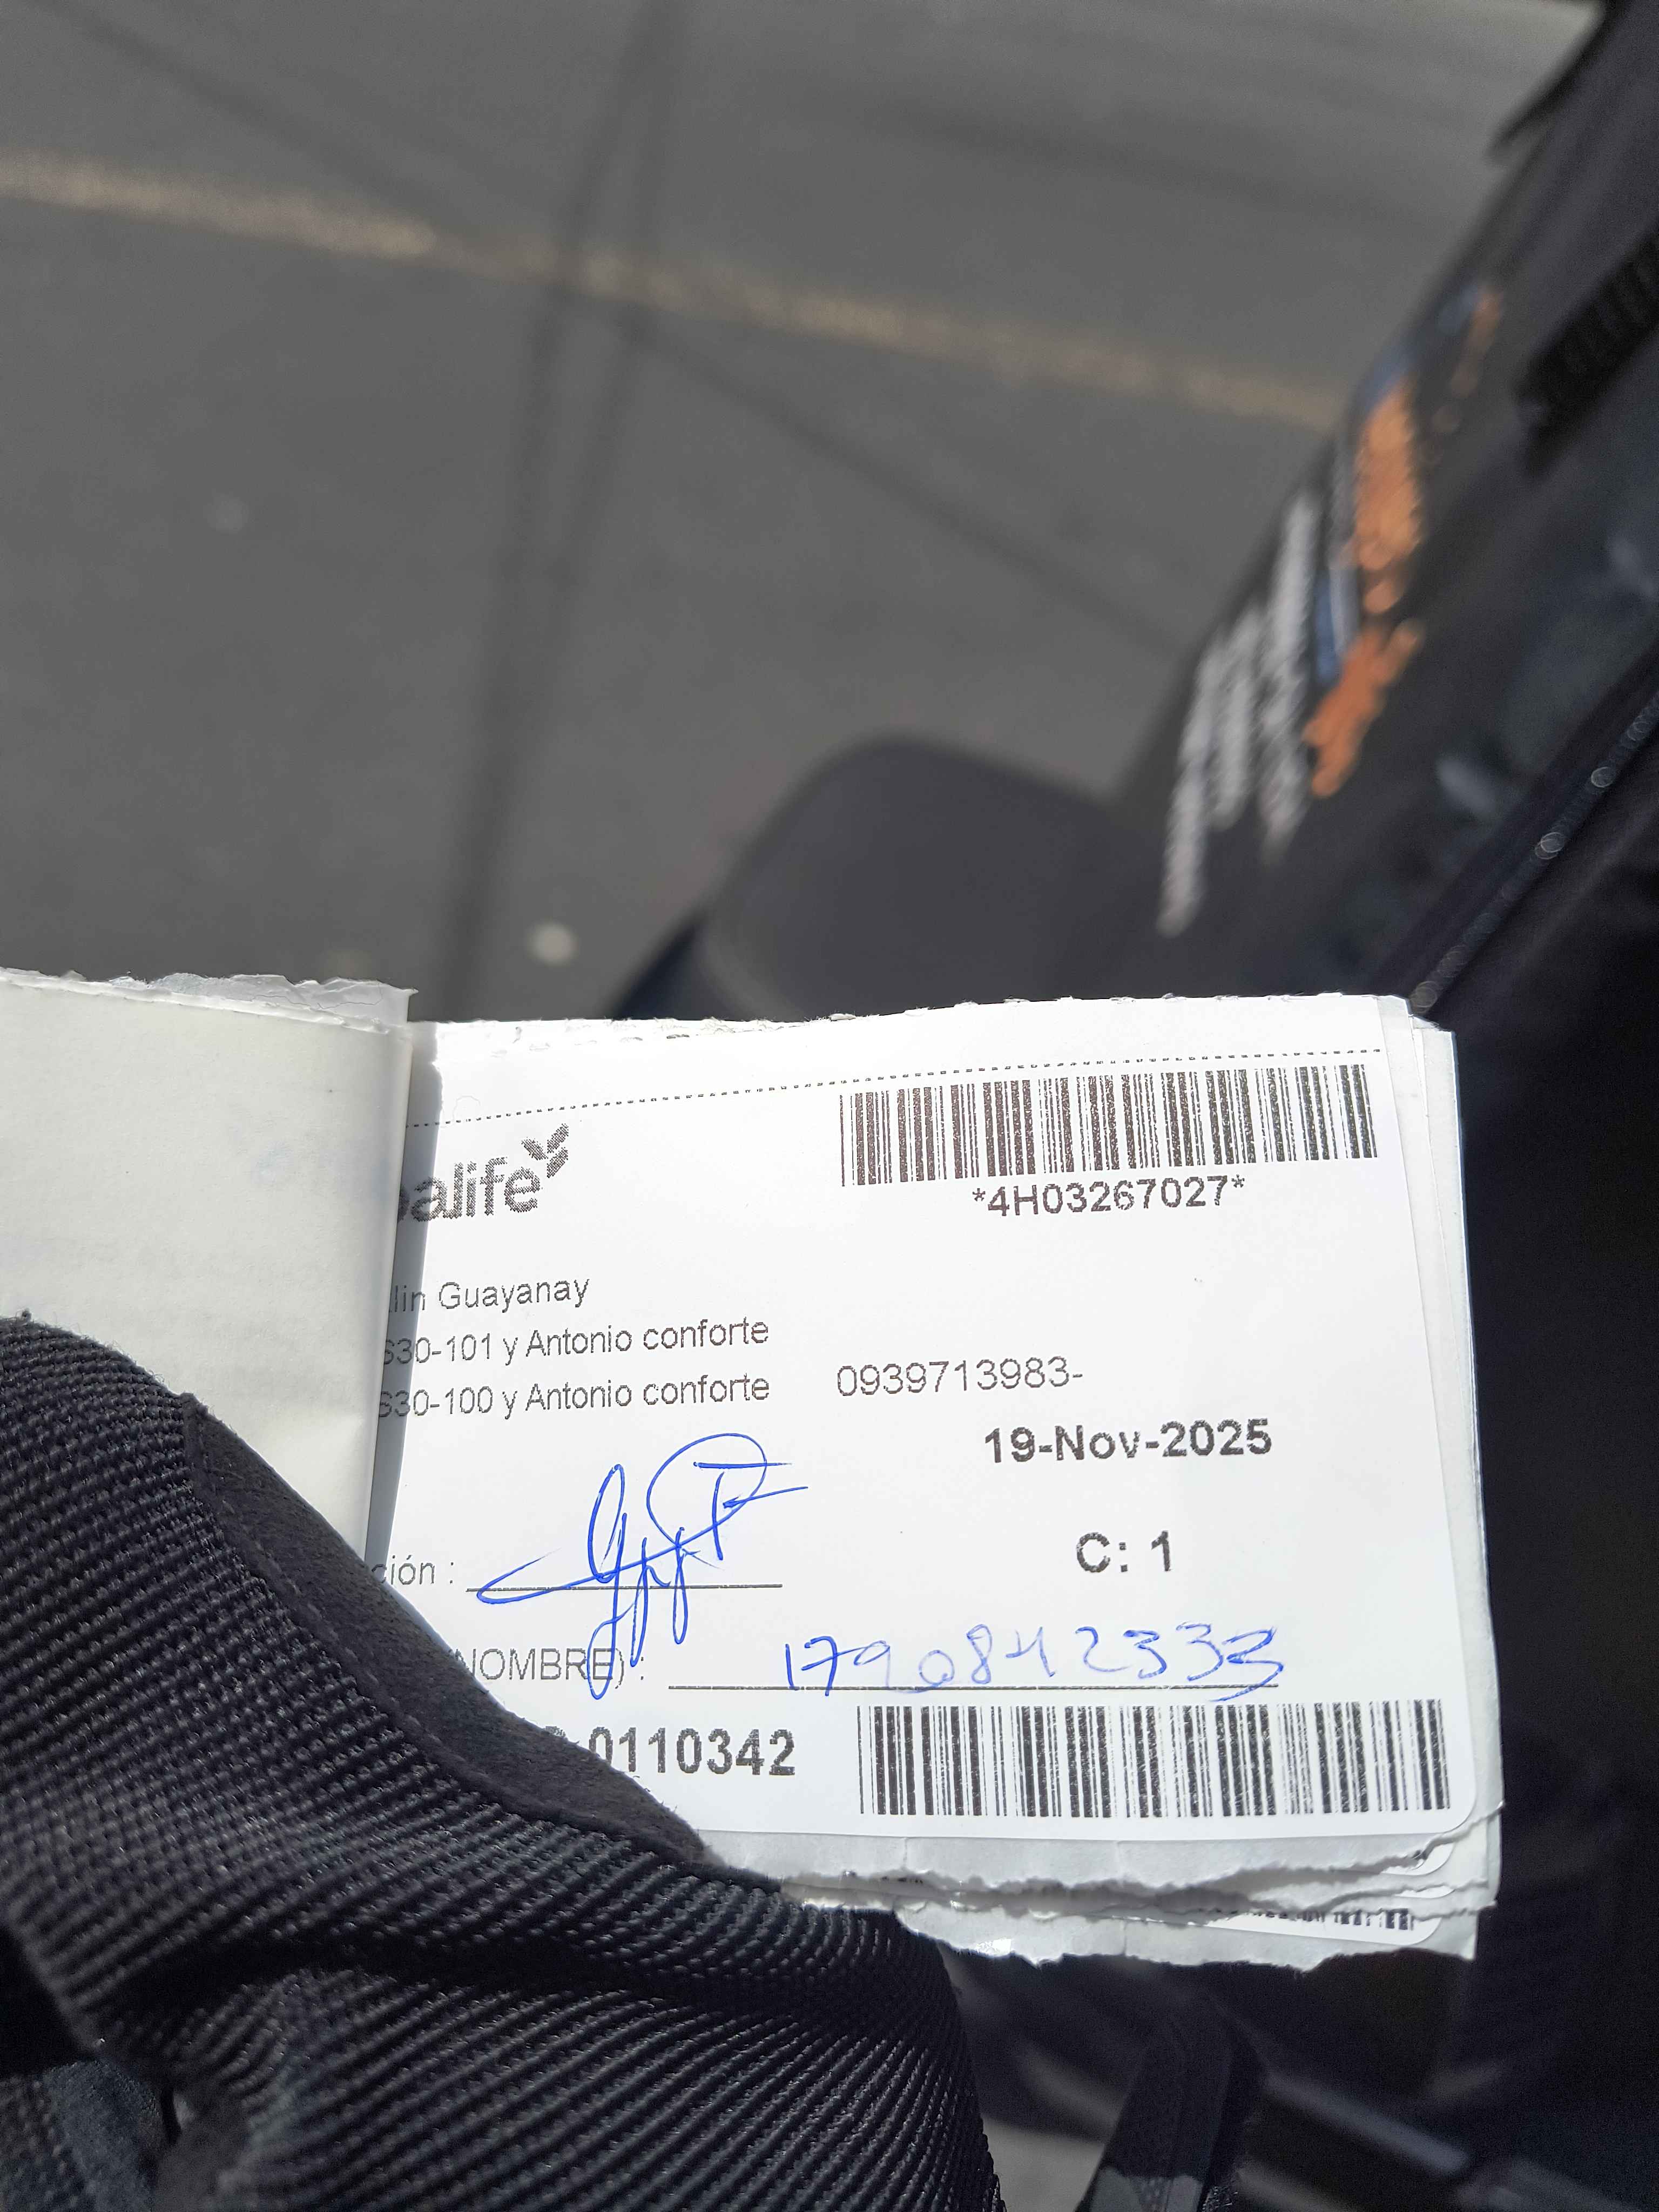 alife
*4H03267027*
lin Guayanay
S30-101 y Antonio conforte
S30-100 y Antonio conforte
0939713983-
19-Nov-2025
C: 1
ción :
NOMBRE) : 1790842333
0110342